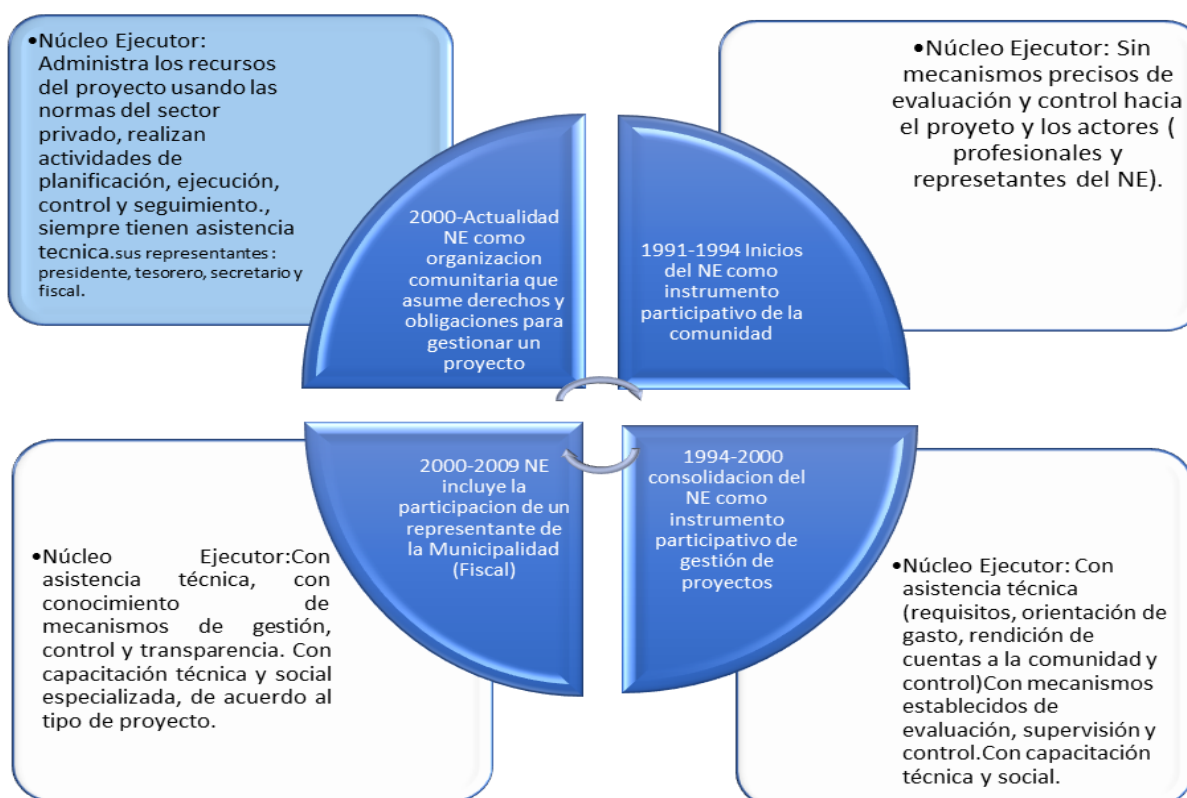 •Núcleo Ejecutor:
Administra los recursos
del proyecto usando las
normas del sector
privado, realizan
actividades de
planificación, ejecución,
control y seguimiento.,
siempre tienen asistencia
tecnica.sus representantes :
presidente, tesorero, secretario y
fiscal.
•Núcleo Ejecutor: Sin
mecanismos precisos de
evaluación y control hacia
el proyeto y los actores (
profesionales y
represetantes del NE).
2000-Actualidad
NE como
organizacion
comunitaria que
asume derechos y
obligaciones para
gestionar un
proyecto
1991-1994 Inicios
del NE como
instrumento
participativo de la
comunidad
2000-2009 NE
incluye la
participacion de un
representante de
la Municipalidad
(Fiscal)
1994-2000
consolidacion del
NE como
instrumento
participativo de
gestión de
proyectos
•Núcleo Ejecutor:Con
asistencia técnica, con
conocimiento de
mecanismos de gestión,
control y transparencia. Con
capacitación técnica y social
especializada, de acuerdo al
tipo de proyecto.
•Núcleo Ejecutor: Con
asistencia técnica
(requisitos, orientación de
gasto, rendición de
cuentas a la comunidad y
control)Con mecanismos
establecidos de
evaluación, supervisión y
control.Con capacitación
técnica y social.